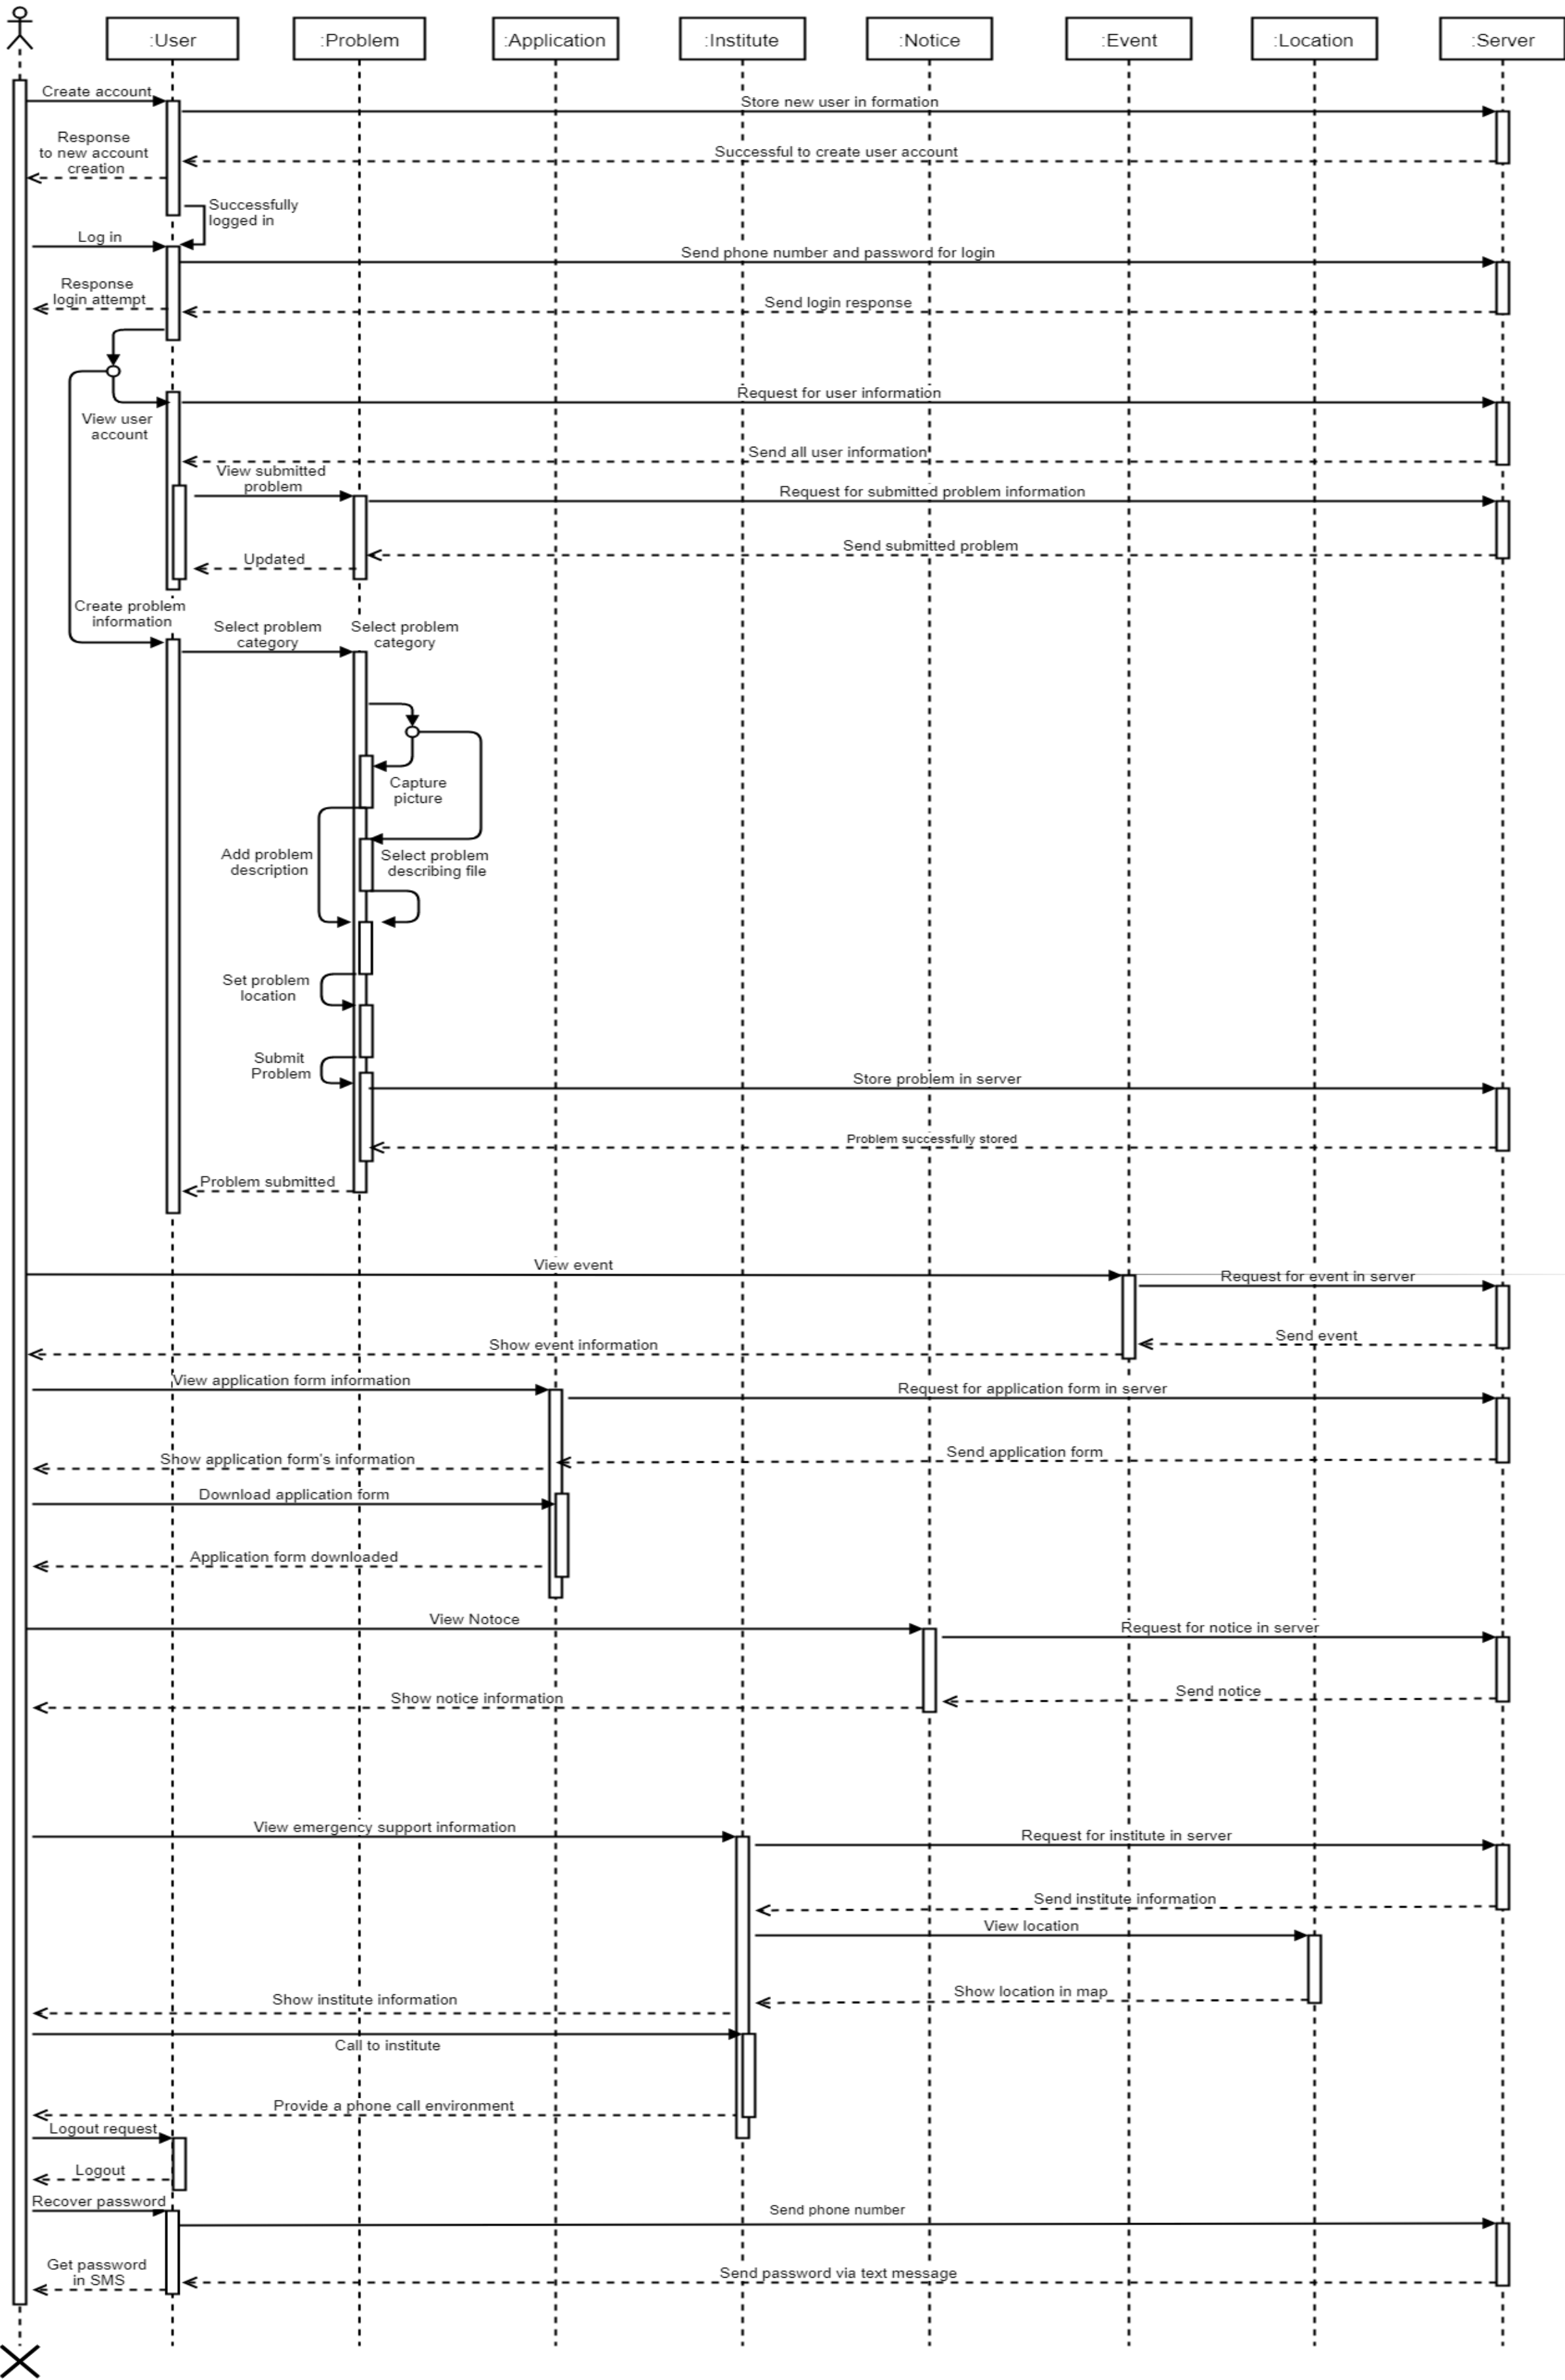 :User
:Problem
:Application
:Institute
:Notice
:Event
:Location
:Server
Create account
Store new user in formation
Response
to new account
creation
Successful to create user account
Successfully
logged in
Log in
Send phone number and password for login
Response
login attempt
Send login response
View user
account
Request for user information
Send all user information
View submitted
problem
Request for submitted problem information
Send submitted problem
Updated
Create problem
information
Select problem
category
Select problem
category
Capture
picture
Add problem
description
Select problem
describing file
Set problem
location
Submit
Problem
Store problem in server
Problem successfully stored
Problem submitted
View event
Request for event in server
Send event
Show event information
View application form information
Request for application form in server
Send application form
Show application form's information
Download application form
Application form downloaded
View Notoce
Request for notice in server
Send notice
Show notice information
View emergency support information
Request for institute in server
Send institute information
View location
Show location in map
Show institute information
Call to institute
Provide a phone call environment
Logout request
Logout
Recover password
Send phone number
Get password
in SMS
Send password via text message